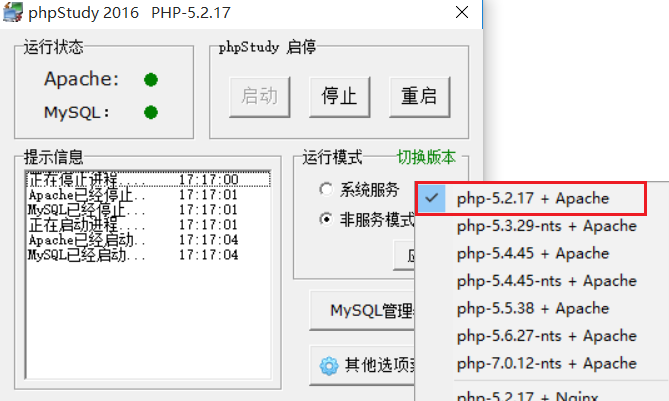 phpStudy 2016 PHP-5.2.17
运行状态
Apache:
MySQL:
phpStudy 启停
启动 停止 重启
提示信息
正在停止进程.... 17:17:00
Apache已经停止.. 17:17:01
MySQL已经停止... 17:17:01
正在启动进程.... 17:17:01
Apache已经启动.. 17:17:04
MySQL已经启动... 17:17:04
运行模式 切换版本
系统服务
非服务模式
MySQL管理
其他选项
php-5.2.17 + Apache
php-5.3.29-nts + Apache
php-5.4.45 + Apache
php-5.4.45-nts + Apache
php-5.5.38 + Apache
php-5.6.27-nts + Apache
php-7.0.12-nts + Apache
php-5.2.17 + Nginx